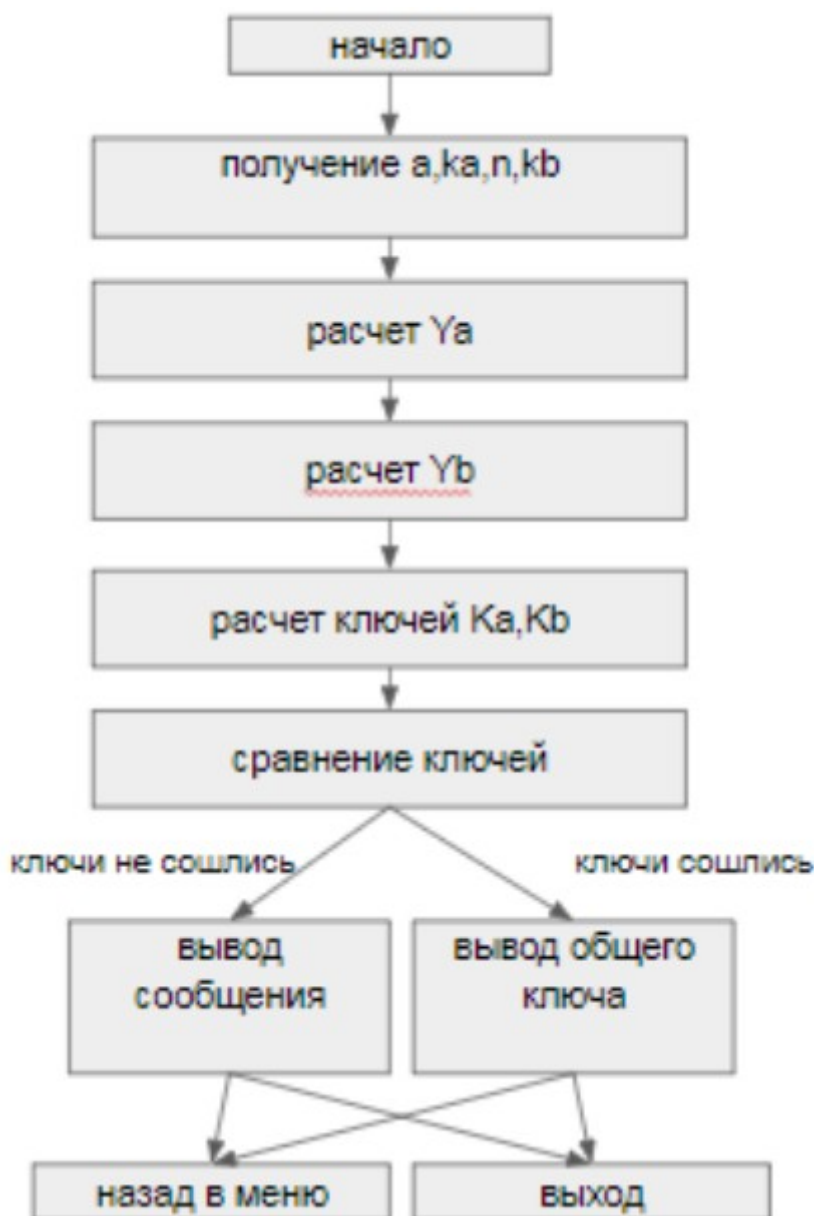 начало
получение a,ka,n,kb
расчет Ya
расчет Yb
расчет ключей Ka,Kb
сравнение ключей
ключи не сошлись
ключи сошлись
вывод
сообщения
вывод общего
ключа
назад в меню
выход